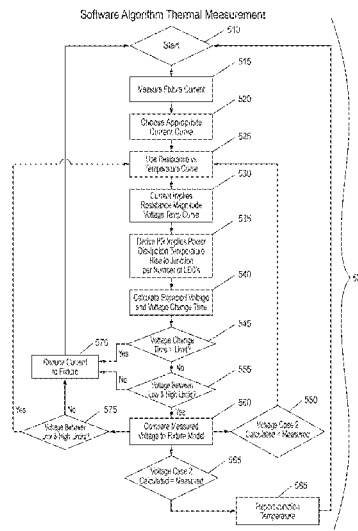 Software Algorithm Thermal Measurement
510
Start
515
Measure Fixture Current
520
Choose Appropriate
Current Curve
525
Use Resistance vs.
Temperature Curve
530
Current Implies
Resistance Magnitude
Voltage Temp Curve
535
Implies Power
Dissipation Temperature
Rise to Junction
per Number of LED's
540
Calculate Expected Voltage
and Voltage Change Time
545
Voltage Change
Time > Limit?
Yes
No
570
Reduce Current
to Fixture
555
Voltage Between
Low & High Limits?
No
Yes
560
Compare Measured
Voltage to Fixture Model
575
Voltage Between
Low & High Limits?
Yes
No
550
Voltage Case 2
Calculated = Measured
565
Voltage Case 2
Calculated = Measured
Report Junction
Temperature